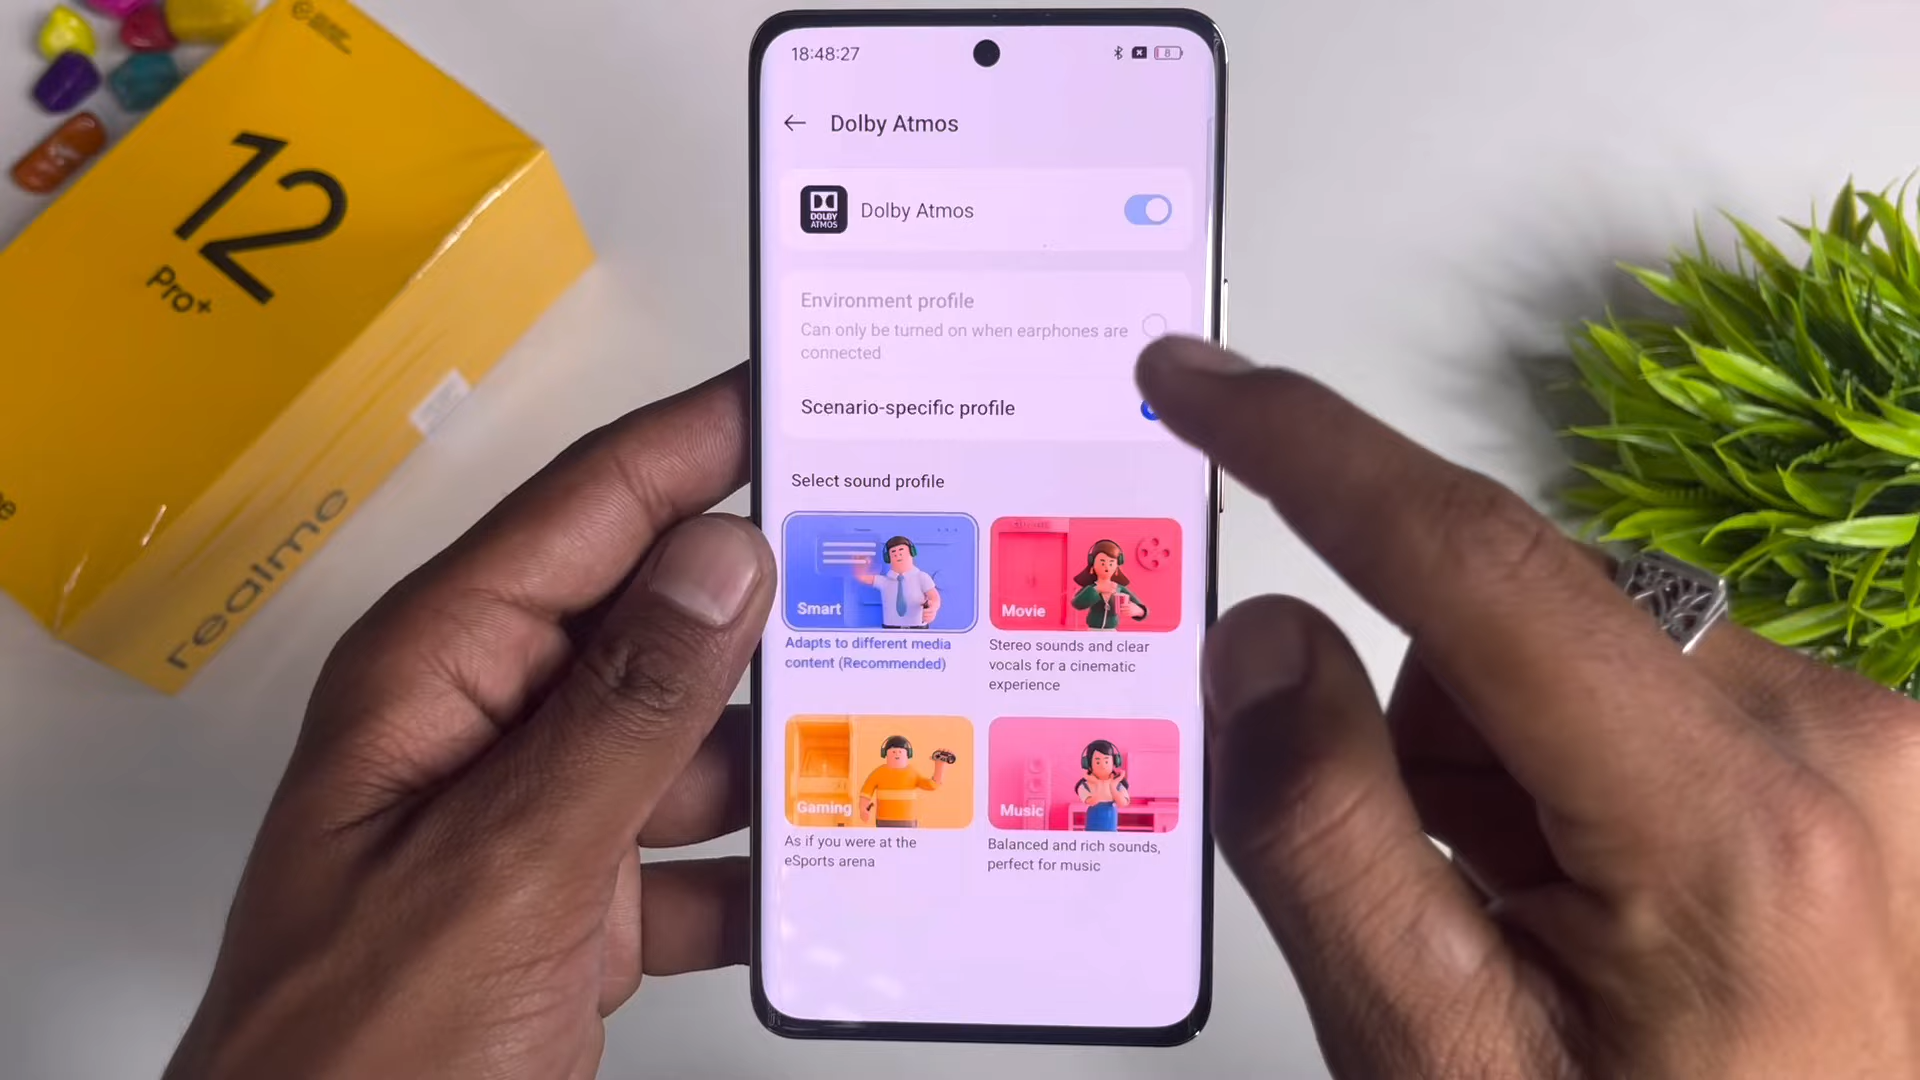 12
Pro+
realme
18:48:27
8
Dolby Atmos
DOLBY
ATMOS
Dolby Atmos
Environment profile
Can only be turned on when earphones are
connected
Scenario-specific profile
Select sound profile
Smart
Adapts to different media
content (Recommended)
Movie
Stereo sounds and clear
vocals for a cinematic
experience
Gaming
As if you were at the
eSports arena
Music
Balanced and rich sounds,
perfect for music